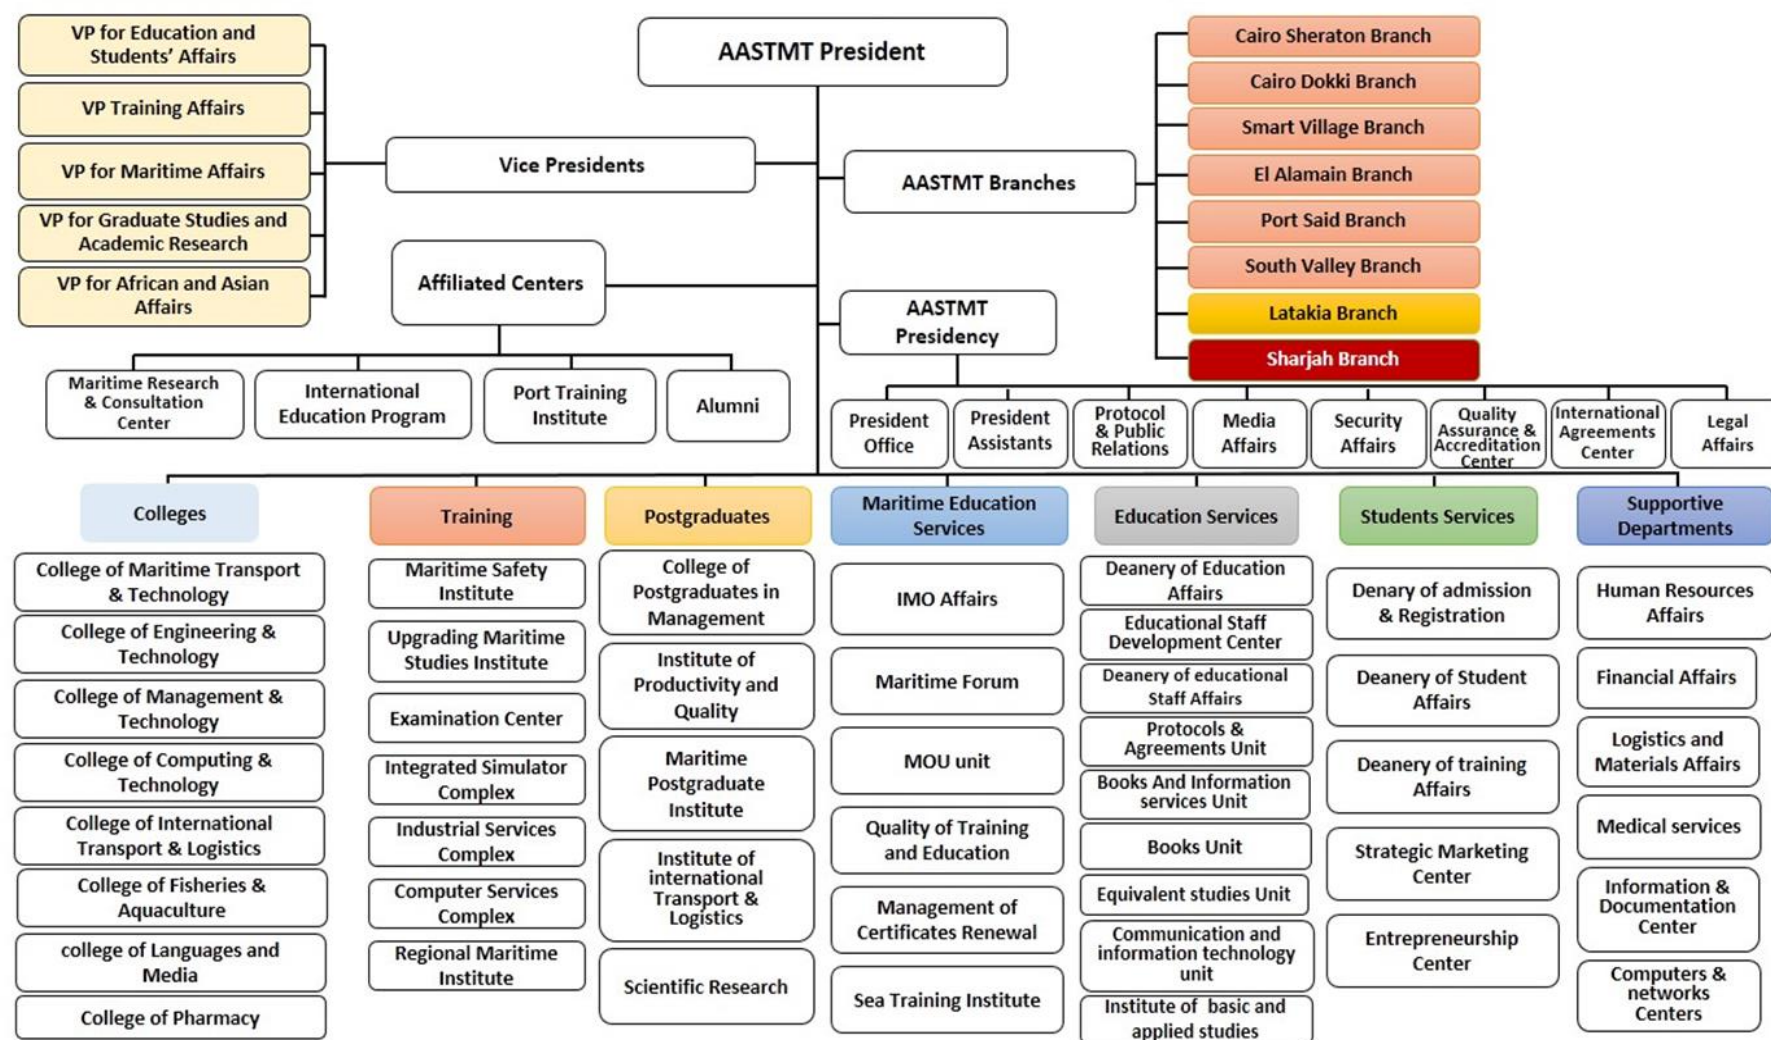 AASTMT President
VP for Education and
Students' Affairs
VP Training Affairs
VP for Maritime Affairs
VP for Graduate Studies and
Academic Research
VP for African and Asian
Affairs
Vice Presidents
AASTMT Branches
Cairo Sheraton Branch
Cairo Dokki Branch
Smart Village Branch
El Alamain Branch
Port Said Branch
South Valley Branch
Latakia Branch
Sharjah Branch
Affiliated Centers
Maritime Research
& Consultation
Center
International
Education Program
Port Training
Institute
Alumni
AASTMT
Presidency
President
Office
President
Assistants
Protocol
& Public
Relations
Media
Affairs
Security
Affairs
Quality
Assurance &
Accreditation
Center
International
Agreements
Center
Legal
Affairs
Colleges
College of Maritime Transport
& Technology
College of Engineering &
Technology
College of Management &
Technology
College of Computing &
Technology
College of International
Transport & Logistics
College of Fisheries &
Aquaculture
college of Languages and
Media
College of Pharmacy
Training
Maritime Safety
Institute
Upgrading Maritime
Studies Institute
Examination Center
Integrated Simulator
Complex
Industrial Services
Complex
Computer Services
Complex
Regional Maritime
Institute
Postgraduates
College of
Postgraduates in
Management
Institute of
Productivity and
Quality
Maritime
Postgraduate
Institute
Institute of
international
Transport &
Logistics
Scientific Research
Maritime Education
Services
IMO Affairs
Maritime Forum
MOU unit
Quality of Training
and Education
Management of
Certificates Renewal
Sea Training Institute
Education Services
Deanery of Education
Affairs
Educational Staff
Development Center
Deanery of educational
Staff Affairs
Protocols &
Agreements Unit
Books And Information
services Unit
Books Unit
Equivalent studies Unit
Communication and
information technology
unit
Institute of basic and
applied studies
Students Services
Denary of admission
& Registration
Deanery of Student
Affairs
Deanery of training
Affairs
Strategic Marketing
Center
Entrepreneurship
Center
Supportive
Departments
Human Resources
Affairs
Financial Affairs
Logistics and
Materials Affairs
Medical services
Information &
Documentation
Center
Computers &
networks
Centers